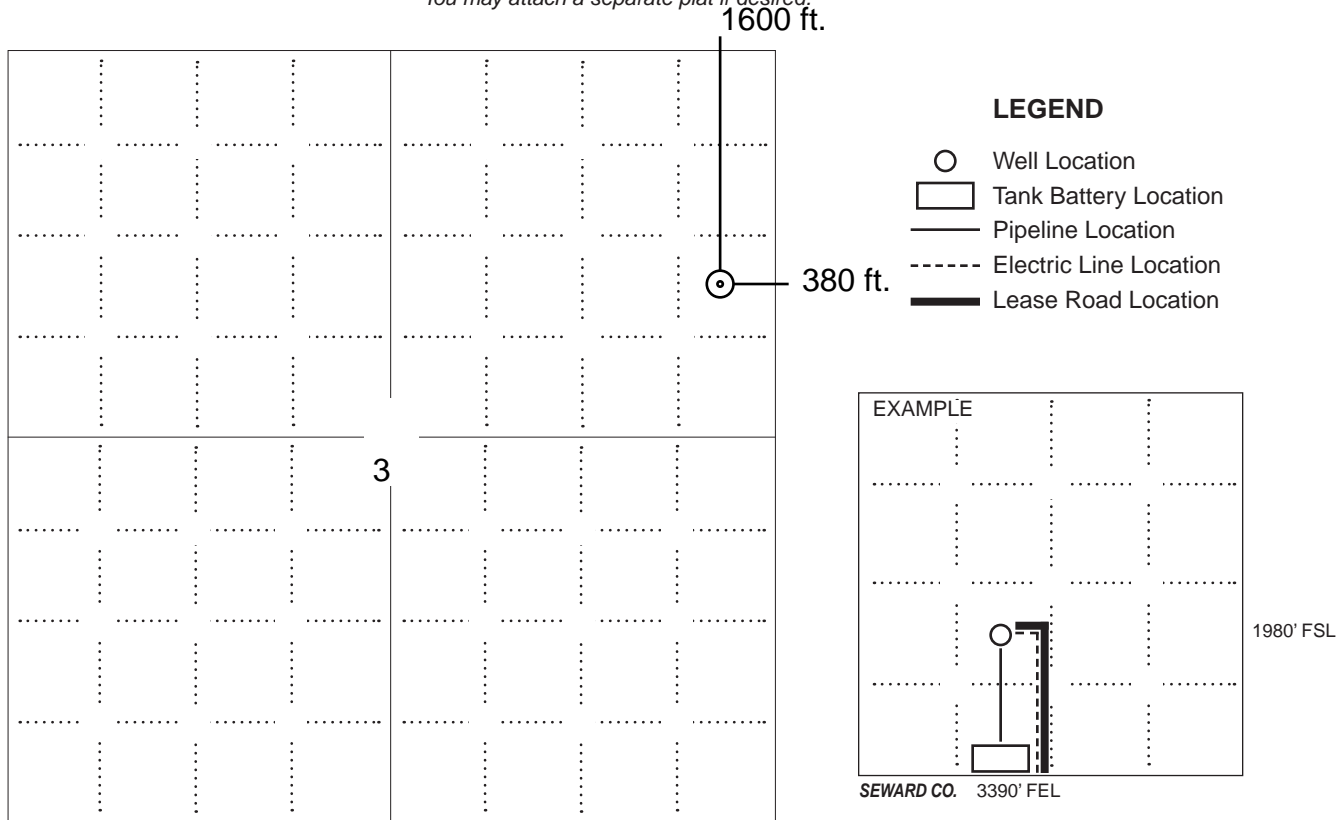 You may attach a separate plat if desired.
1600 ft.
380 ft.
3
LEGEND
Well Location
Tank Battery Location
Pipeline Location
Electric Line Location
Lease Road Location
EXAMPLE
1980' FSL
SEWARD CO. 3390' FEL